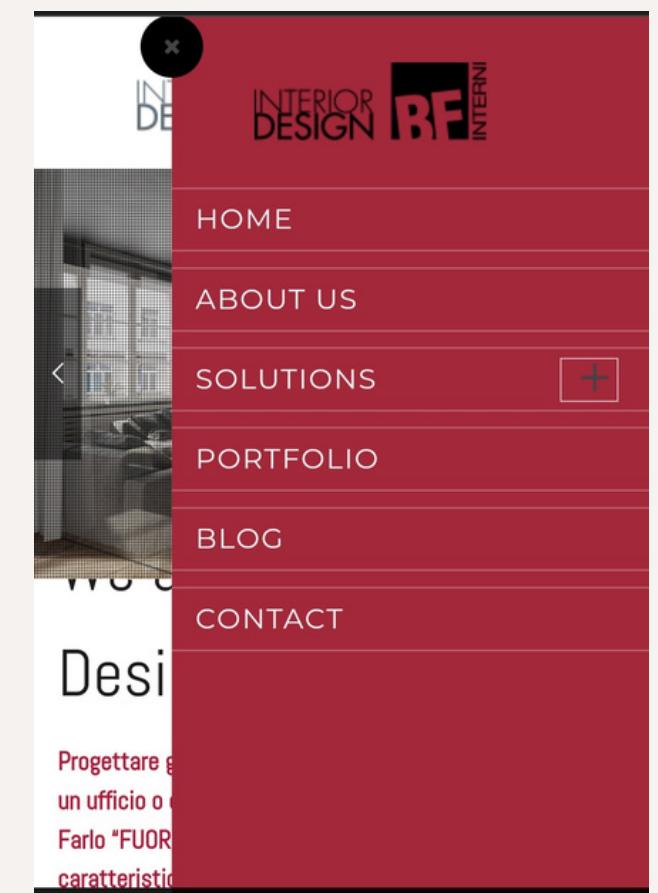 INTERIOR
DESIGN BF INTERNI
HOME
ABOUT US
SOLUTIONS
PORTFOLIO
BLOG
CONTACT
Desi
Progettare g
un ufficio o
Farlo “FUOR
caratteristic